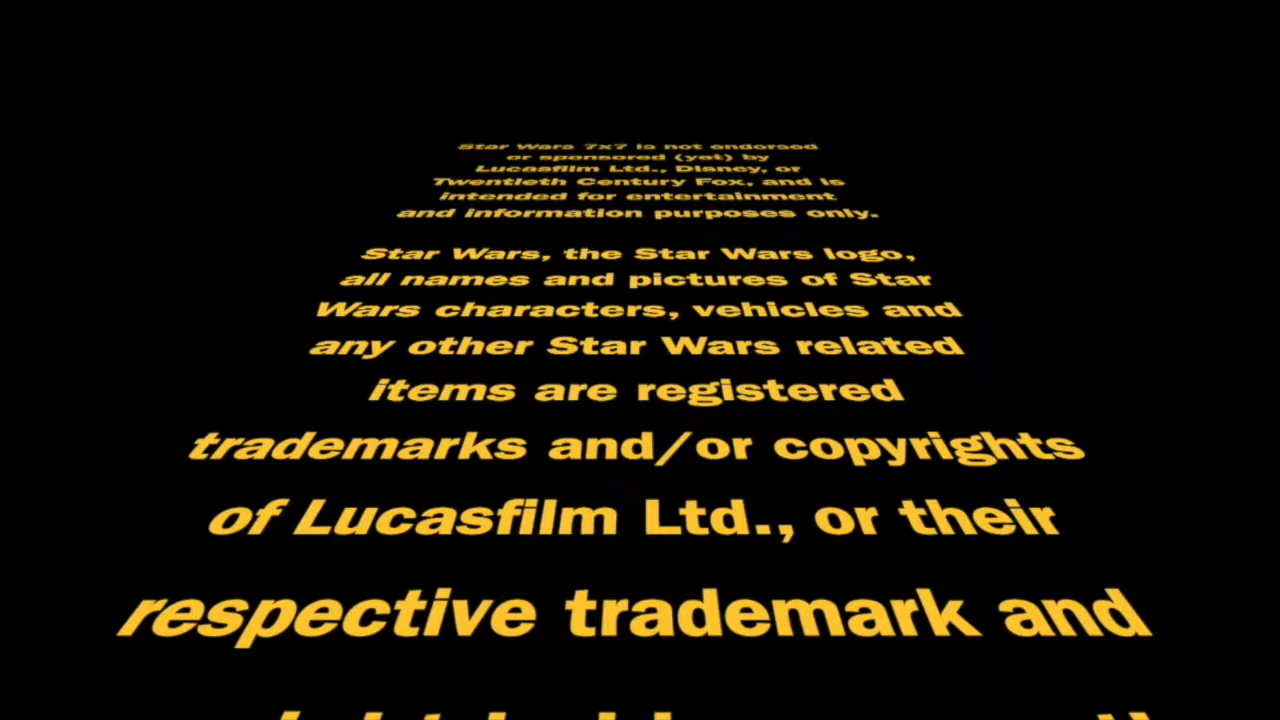 Star Wars 7x7 is not endorsed
or sponsored (yet) by
Lucasfilm Ltd., Disney, or
Twentieth Century Fox, and is
intended for entertainment
and information purposes only.
Star Wars, the Star Wars logo,
all names and pictures of Star
Wars characters, vehicles and
any other Star Wars related
items are registered
trademarks and/or copyrights
of Lucasfilm Ltd., or their
respective trademark and